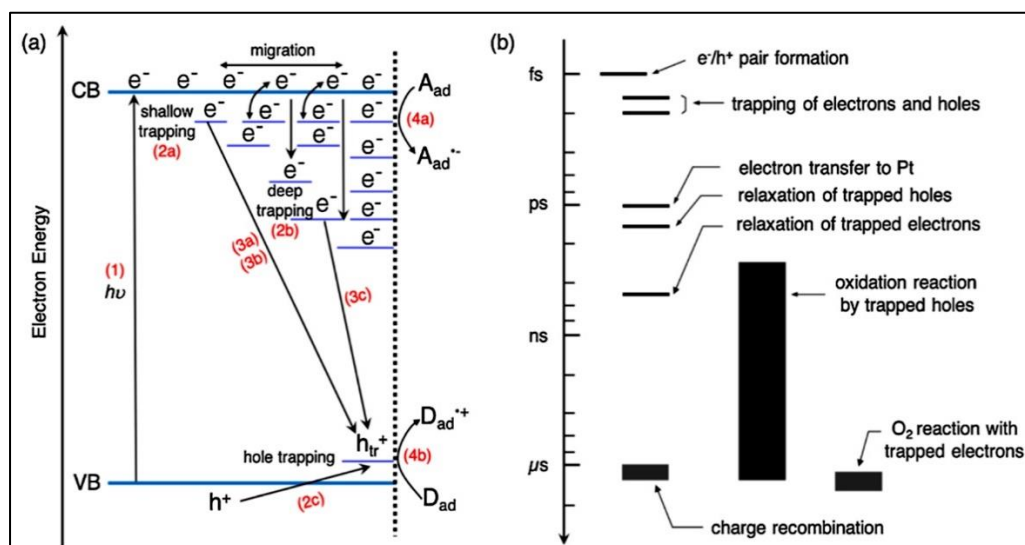 (a)
Electron Energy
migration
e⁻ e⁻ e⁻ e⁻ e⁻ e⁻
CB
A_ad
shallow
trapping
(2a)
e⁻ e⁻ e⁻ e⁻
(4a)
e⁻ e⁻ e⁻
A_ad•-
e⁻ e⁻
deep
trapping
(2b)
e⁻ e⁻
e⁻
(1)
hυ
(3a)
(3b)
(3c)
D_ad•+
h_tr⁺
hole trapping
(4b)
VB
h⁺
(2c)
D_ad
(b)
fs
e⁻/h⁺ pair formation
trapping of electrons and holes
electron transfer to Pt
ps
relaxation of trapped holes
relaxation of trapped electrons
oxidation reaction
by trapped holes
ns
O₂ reaction with
trapped electrons
µs
charge recombination